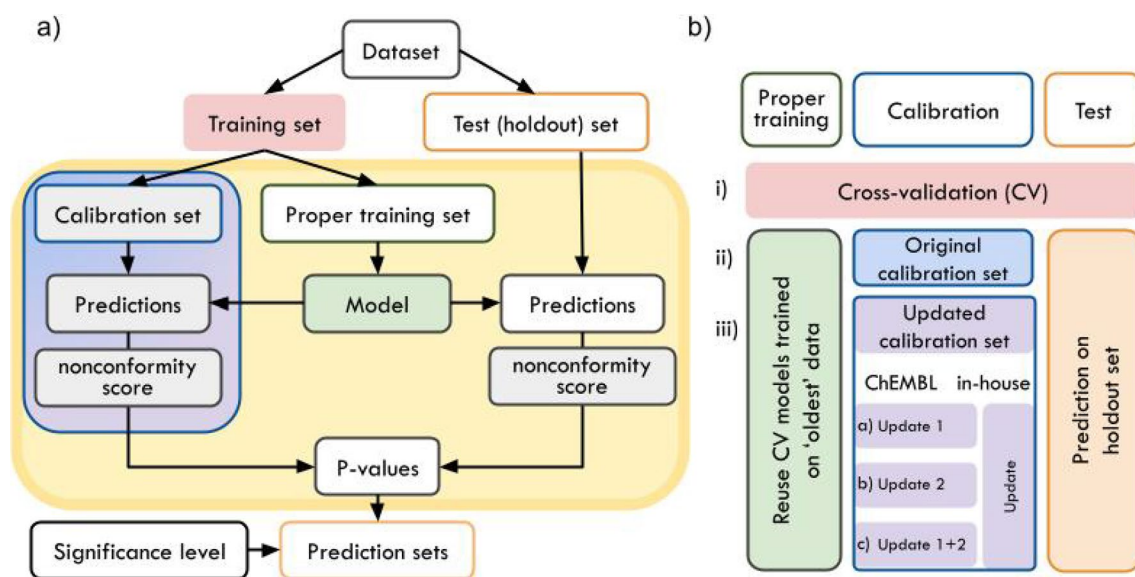 a)
Dataset
Training set
Test (holdout) set
Calibration set
Proper training set
Predictions
Model
Predictions
nonconformity
score
nonconformity
score
P-values
Significance level
Prediction sets
b)
Proper
training
Calibration
Test
i)
Cross-validation (CV)
ii)
Original
calibration set
iii)
Updated
calibration set
ChEMBL
in-house
a) Update 1
b) Update 2
c) Update 1+2
Update
Reuse CV models trained
on 'oldest' data
Prediction on
holdout set